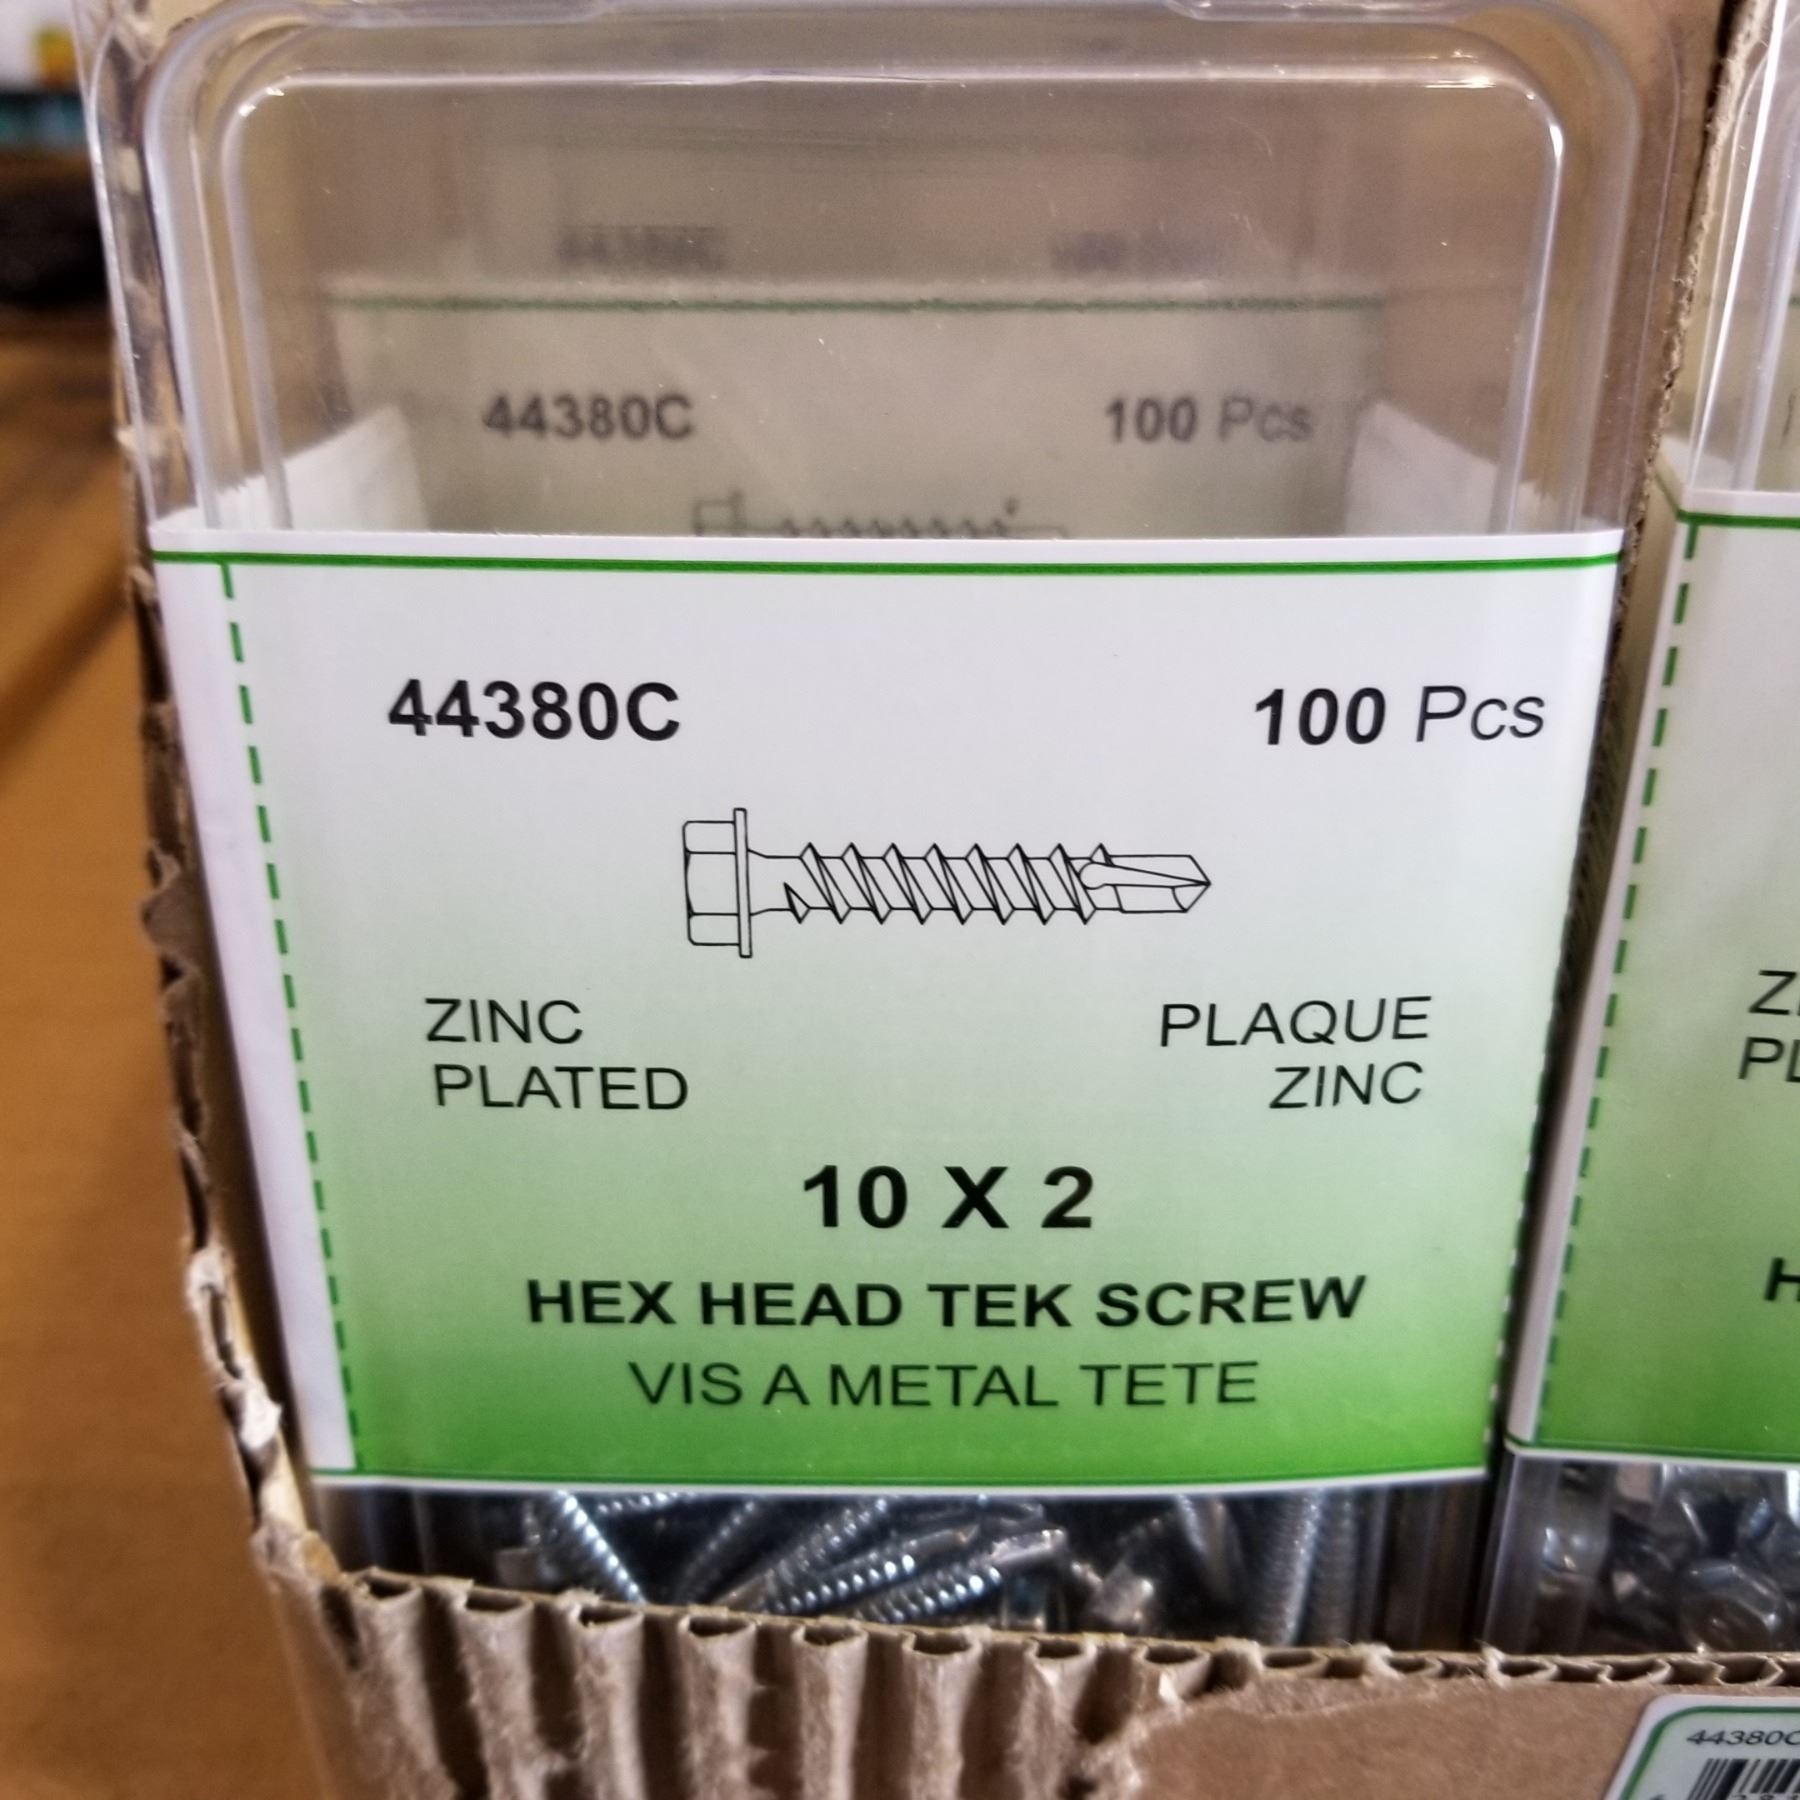 44380C 100 Pcs
44380C 100 Pcs
ZINC
PLATED
PLAQUE
ZINC
10 X 2
HEX HEAD TEK SCREW
VIS A METAL TETE
44380C